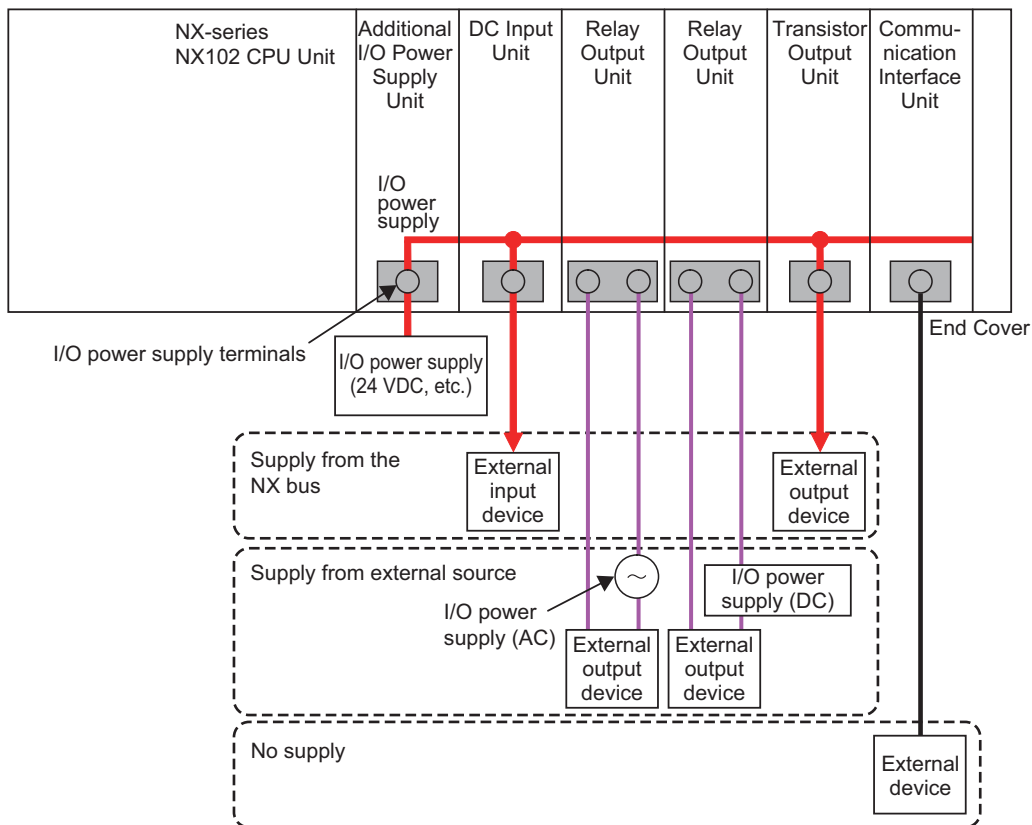 NX-series
NX102 CPU Unit
Additional
I/O Power
Supply
Unit
DC Input
Unit
Relay
Output
Unit
Relay
Output
Unit
Transistor
Output
Unit
Commu-
nication
Interface
Unit
I/O
power
supply
End Cover
I/O power supply terminals
I/O power supply
(24 VDC, etc.)
Supply from the
NX bus
External
input
device
External
output
device
Supply from external source
~
I/O power
supply (AC)
I/O power
supply (DC)
External
output
device
External
output
device
No supply
External
device